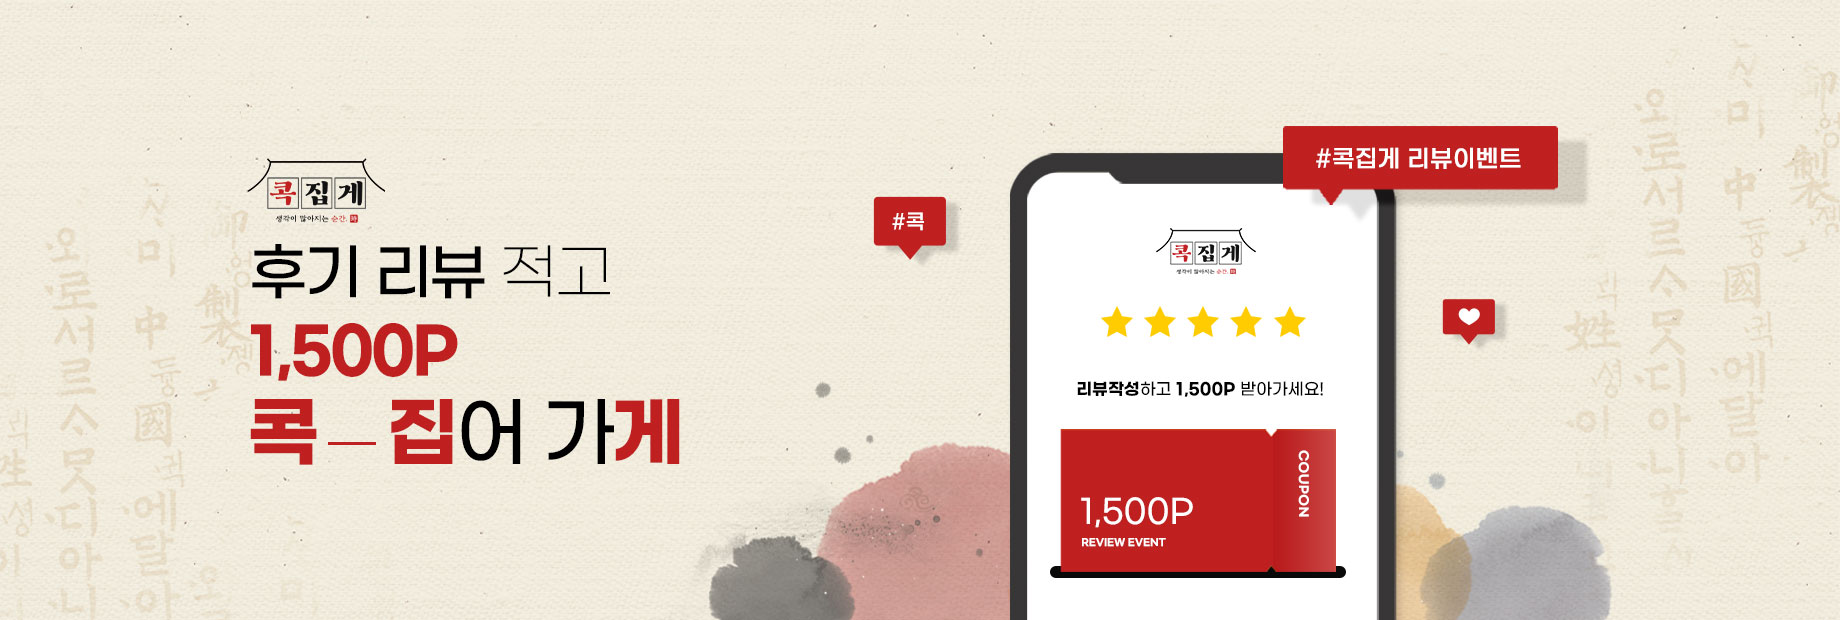 콕집게
생각이 많아지는 순간.
후기 리뷰 적고
1,500P
콕 — 집어 가게
#콕
#콕집게 리뷰이벤트
콕집게
생각이 많아지는 순간.
리뷰작성하고 1,500P 받아가세요!
1,500P
REVIEW EVENT
COUPON